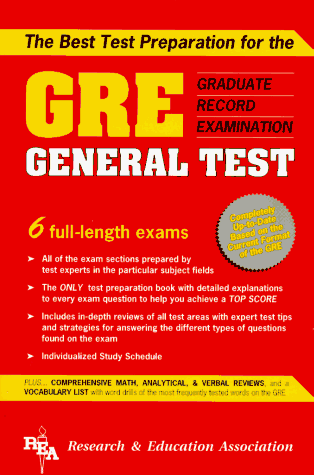 The Best Test Preparation for the
GRE
GRADUATE
RECORD
EXAMINATION
GENERAL TEST
Completely
Up-to-Date
Based on the
Current Format
of the GRE
6 full-length exams
➤ All of the exam sections prepared by
test experts in the particular subject fields
➤ The ONLY test preparation book with detailed explanations
to every exam question to help you achieve a TOP SCORE
➤ Includes in-depth reviews of all test areas with expert test tips
and strategies for answering the different types of questions
found on the exam
➤ Individualized Study Schedule
PLUS... COMPREHENSIVE MATH, ANALYTICAL, & VERBAL REVIEWS, and a
VOCABULARY LIST with word drills of the most frequently tested words on the GRE
REA
Research & Education Association